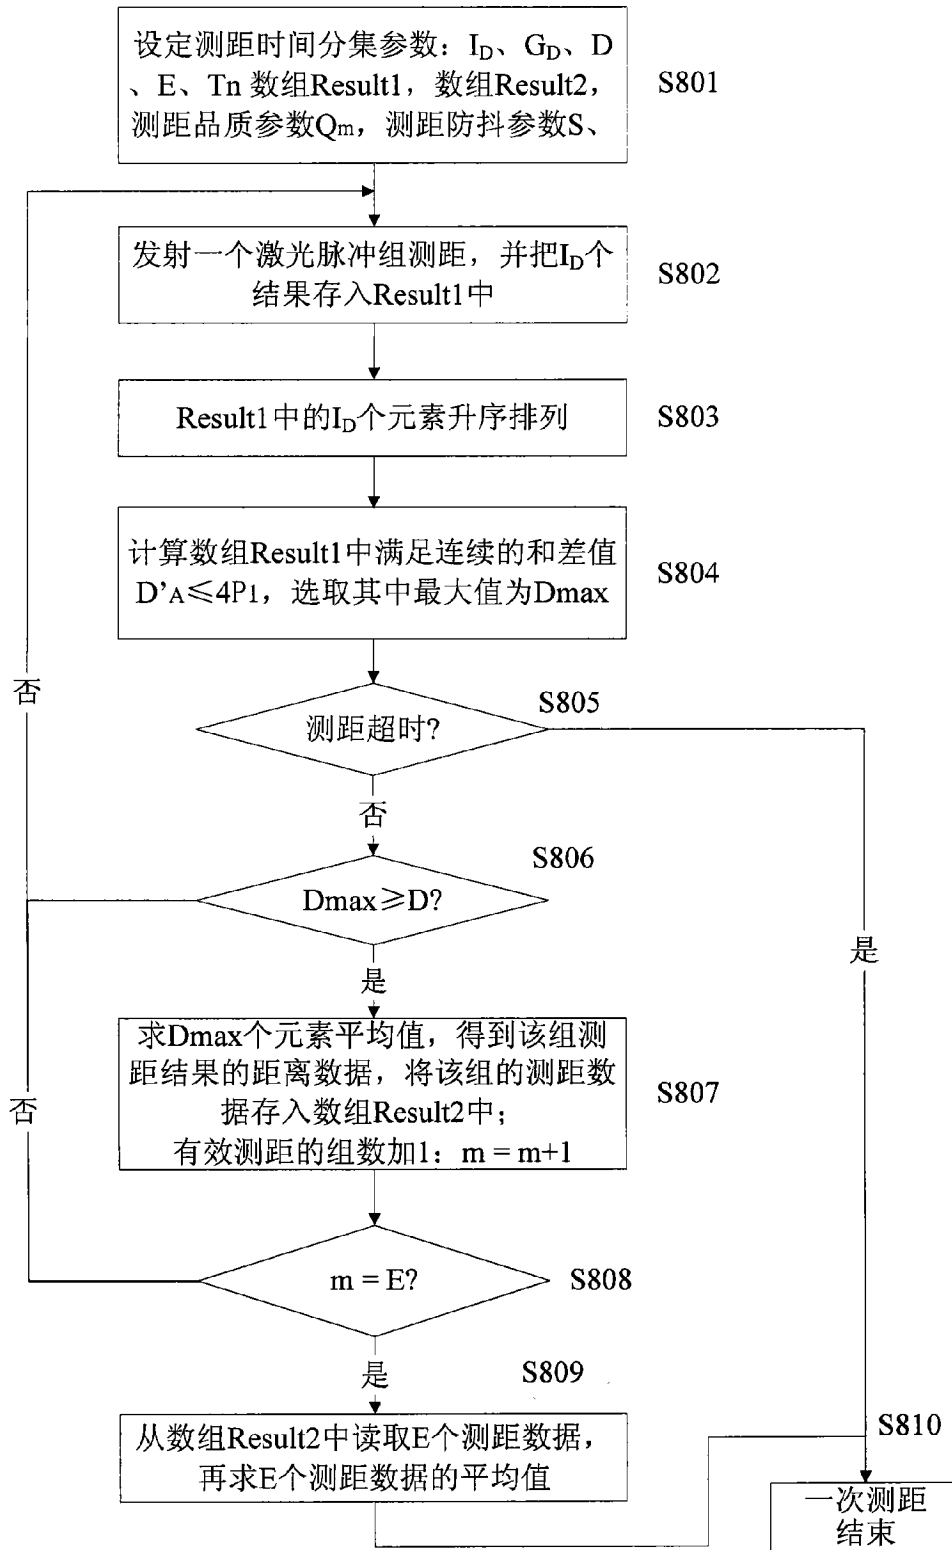 设定测距时间分集参数：I_D、G_D、D
、E、Tn 数组Result1，数组Result2，
测距品质参数Qm，测距防抖参数S、
S801
发射一个激光脉冲组测距，并把I_D个
结果存入Result1中
S802
Result1中的I_D个元素升序排列
S803
计算数组Result1中满足连续的和差值
D’A≤4P1，选取其中最大值为Dmax
S804
否
测距超时?
S805
否
Dmax≥D?
S806
是
是
求Dmax个元素平均值，得到该组测
距结果的距离数据，将该组的测距数
据存入数组Result2中；
有效测距的组数加1：m = m+1
S807
否
m = E?
S808
是
S809
从数组Result2中读取E个测距数据，
再求E个测距数据的平均值
S810
一次测距
结束